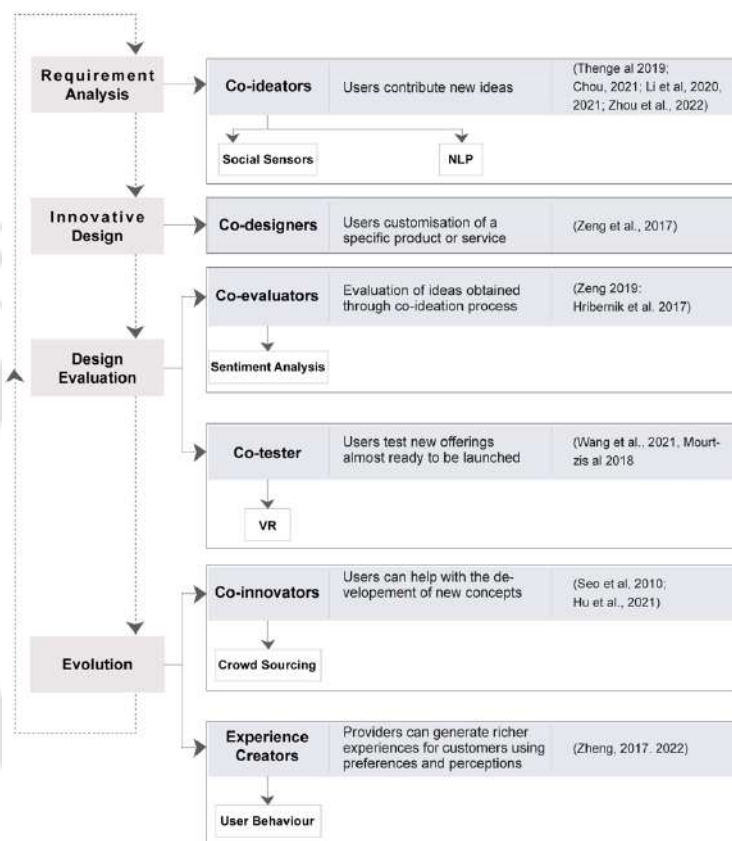 Requirement
Analysis
Co-ideators
Users contribute new ideas
(Thenge al 2019;
Chou, 2021; Li et al, 2020,
2021; Zhou et al., 2022)
Social Sensors
NLP
Innovative
Design
Co-designers
Users customisation of a
specific product or service
(Zeng et al., 2017)
Co-evaluators
Evaluation of ideas obtained
through co-ideation process
(Zeng 2019:
Hribernik et al. 2017)
Sentiment Analysis
Design
Evaluation
Co-tester
Users test new offerings
almost ready to be launched
(Wang et al., 2021, Mourt-
zis al 2018
VR
Co-innovators
Users can help with the de-
velopement of new concepts
(Seo et al, 2010;
Hu et al., 2021)
Crowd Sourcing
Evolution
Experience
Creators
Providers can generate richer
experiences for customers using
preferences and perceptions
(Zheng, 2017. 2022)
User Behaviour